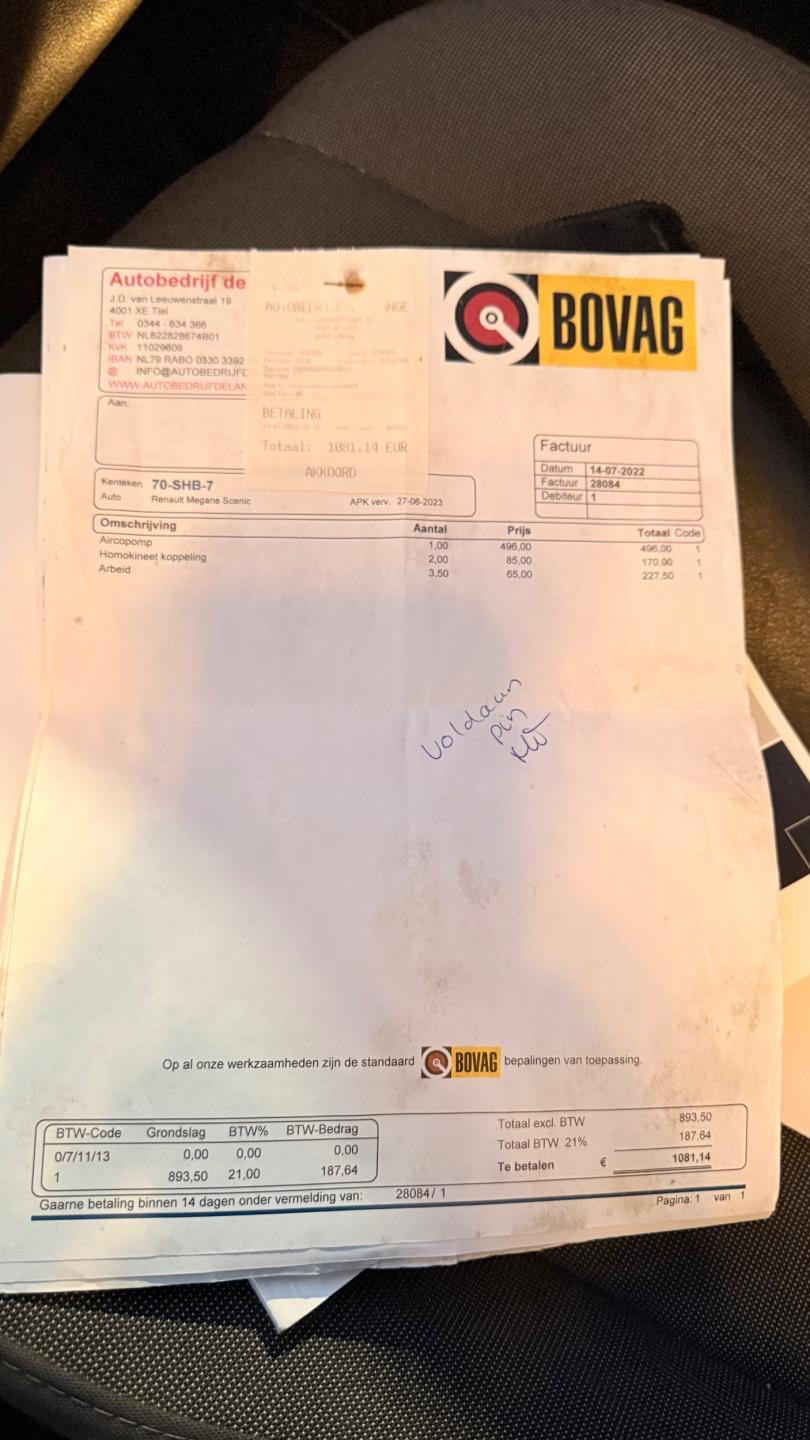 Autobedrijf de
J.D. van Leeuwenstraat 19
4001 XE Tiel
Tel 0344 - 634 366
BTW NL822828674B01
KvK 11029609
IBAN NL79 RABO 0330 3392
@ INFO@AUTOBEDRIJFD
WWW.AUTOBEDRIJFDELAN
BETALING
Totaal: 1081.14 EUR
AKKOORD
BOVAG
Aan:
Factuur
Datum 14-07-2022
Factuur 28084
Debiteur 1
Kenteken 70-SHB-7
Auto Renault Megane Scenic APK verv. 27-06-2023
Omschrijving Aantal Prijs Totaal Code
Aircopomp 1,00 496,00 496,00 1
Homokineet koppeling 2,00 85,00 170,00 1
Arbeid 3,50 65,00 227,50 1
Voldaan
pin
Op al onze werkzaamheden zijn de standaard BOVAG bepalingen van toepassing.
BTW-Code Grondslag BTW% BTW-Bedrag
0/7/11/13 0,00 0,00 0,00
1 893,50 21,00 187,64
Totaal excl. BTW 893,50
Totaal BTW 21% 187,64
Te betalen € 1081,14
Gaarne betaling binnen 14 dagen onder vermelding van: 28084/ 1
Pagina: 1 van 1